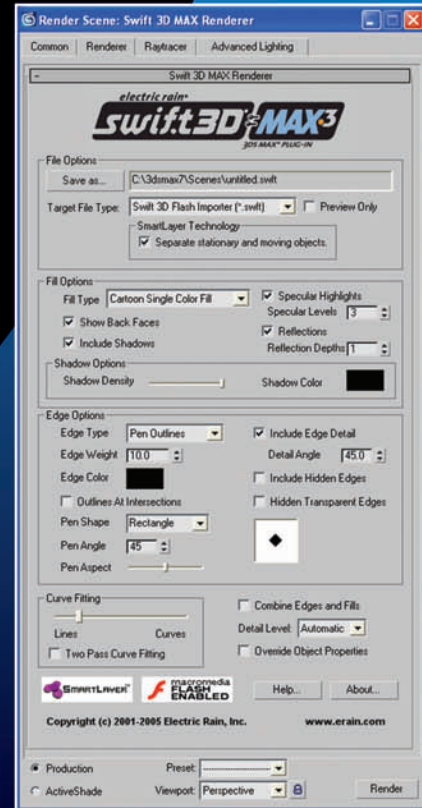 Render Scene: Swift 3D MAX Renderer
Common Renderer Raytracer Advanced Lighting
- Swift 3D MAX Renderer
electric rain
swift3D MAX 3
3DS MAX™ PLUG-IN
File Options
Save as... C:\3dsmax7\Scenes\untitled.swft
Target File Type: Swift 3D Flash Importer (*.swft) Preview Only
SmartLayer Technology
Separate stationary and moving objects.
Fill Options
Fill Type Cartoon Single Color Fill Specular Highlights
Specular Levels 3
Show Back Faces Reflections
Include Shadows Reflection Depths 1
Shadow Options
Shadow Density Shadow Color
Edge Options
Edge Type Pen Outlines Include Edge Detail
Edge Weight 10.0 Detail Angle 45.0
Edge Color Include Hidden Edges
Outlines At Intersections Hidden Transparent Edges
Pen Shape Rectangle
Pen Angle 45
Pen Aspect
Curve Fitting Combine Edges and Fills
Lines Curves Detail Level: Automatic
Two Pass Curve Fitting Override Object Properties
SMARTLAYER™ macromedia FLASH ENABLED Help... About...
Copyright (c) 2001-2005 Electric Rain, Inc. www.erain.com
Production Preset: --------------------
ActiveShade Viewport: Perspective Render